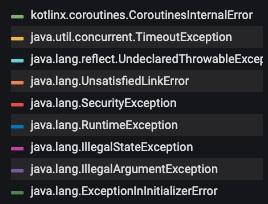 kotlinx.coroutines.CoroutinesInternalError
java.util.concurrent.TimeoutException
java.lang.reflect.UndeclaredThrowableExcep
java.lang.UnsatisfiedLinkError
java.lang.SecurityException
java.lang.RuntimeException
java.lang.IllegalStateException
java.lang.IllegalArgumentException
java.lang.ExceptionInInitializerError